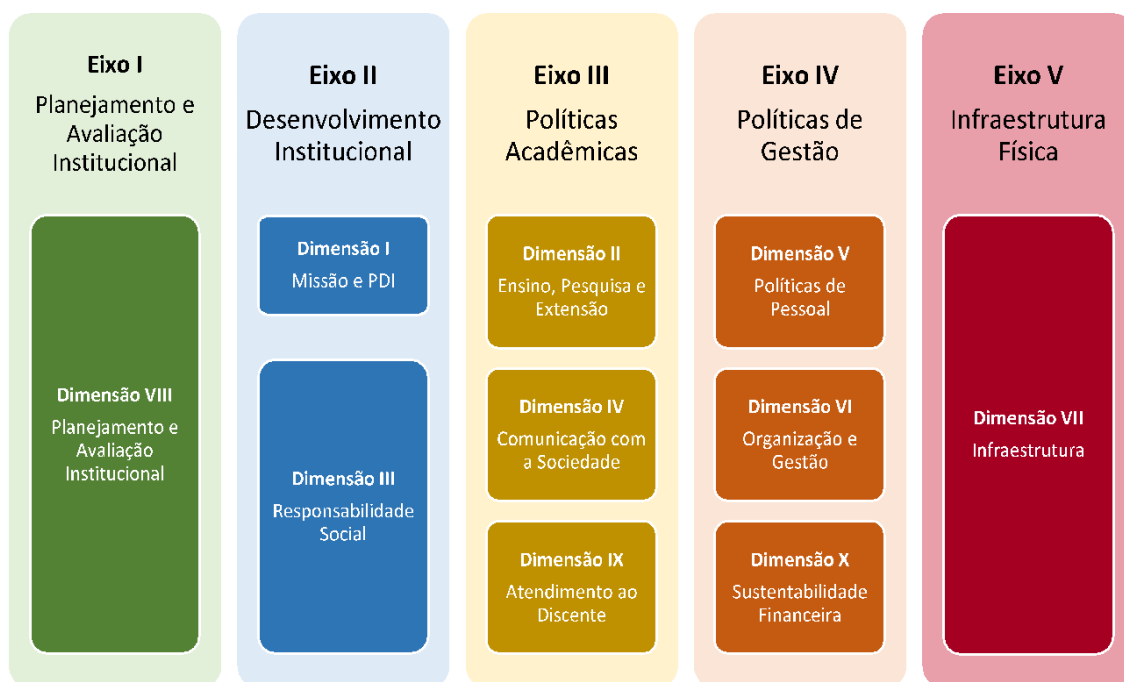 Eixo I
Planejamento e
Avaliação
Institucional
Dimensão VIII
Planejamento e
Avaliação
Institucional
Eixo II
Desenvolvimento
Institucional
Dimensão I
Missão e PDI
Dimensão III
Responsabilidade
Social
Eixo III
Políticas
Acadêmicas
Dimensão II
Ensino, Pesquisa e
Extensão
Dimensão IV
Comunicação com
a Sociedade
Dimensão IX
Atendimento ao
Discente
Eixo IV
Políticas de
Gestão
Dimensão V
Políticas de
Pessoal
Dimensão VI
Organização e
Gestão
Dimensão X
Sustentabilidade
Financeira
Eixo V
Infraestrutura
Física
Dimensão VII
Infraestrutura